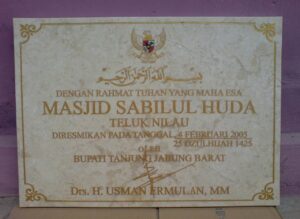 بسم الله الرحمن الرحيم
DENGAN RAHMAT TUHAN YANG MAHA ESA
MASJID SABILUL HUDA
TELUK NILAU
DIRESMIKAN PADA TANGGAL, 6 FEBRUARI 2005
25 DZULHIJAH 1425
OLEH
BUPATI TANJUNG JABUNG BARAT
Drs. H. USMAN ERMULAN, MM